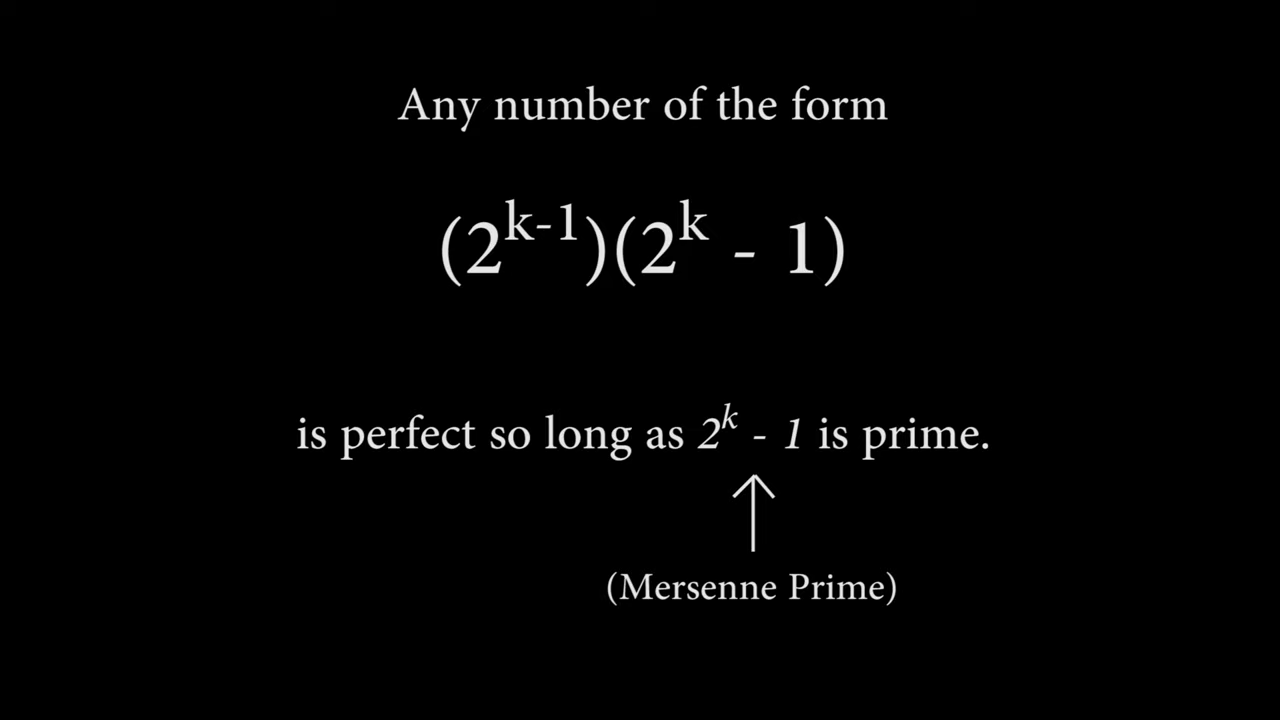 Any number of the form
(2^{k-1})(2^k - 1)
is perfect so long as 2^k - 1 is prime.
(Mersenne Prime)